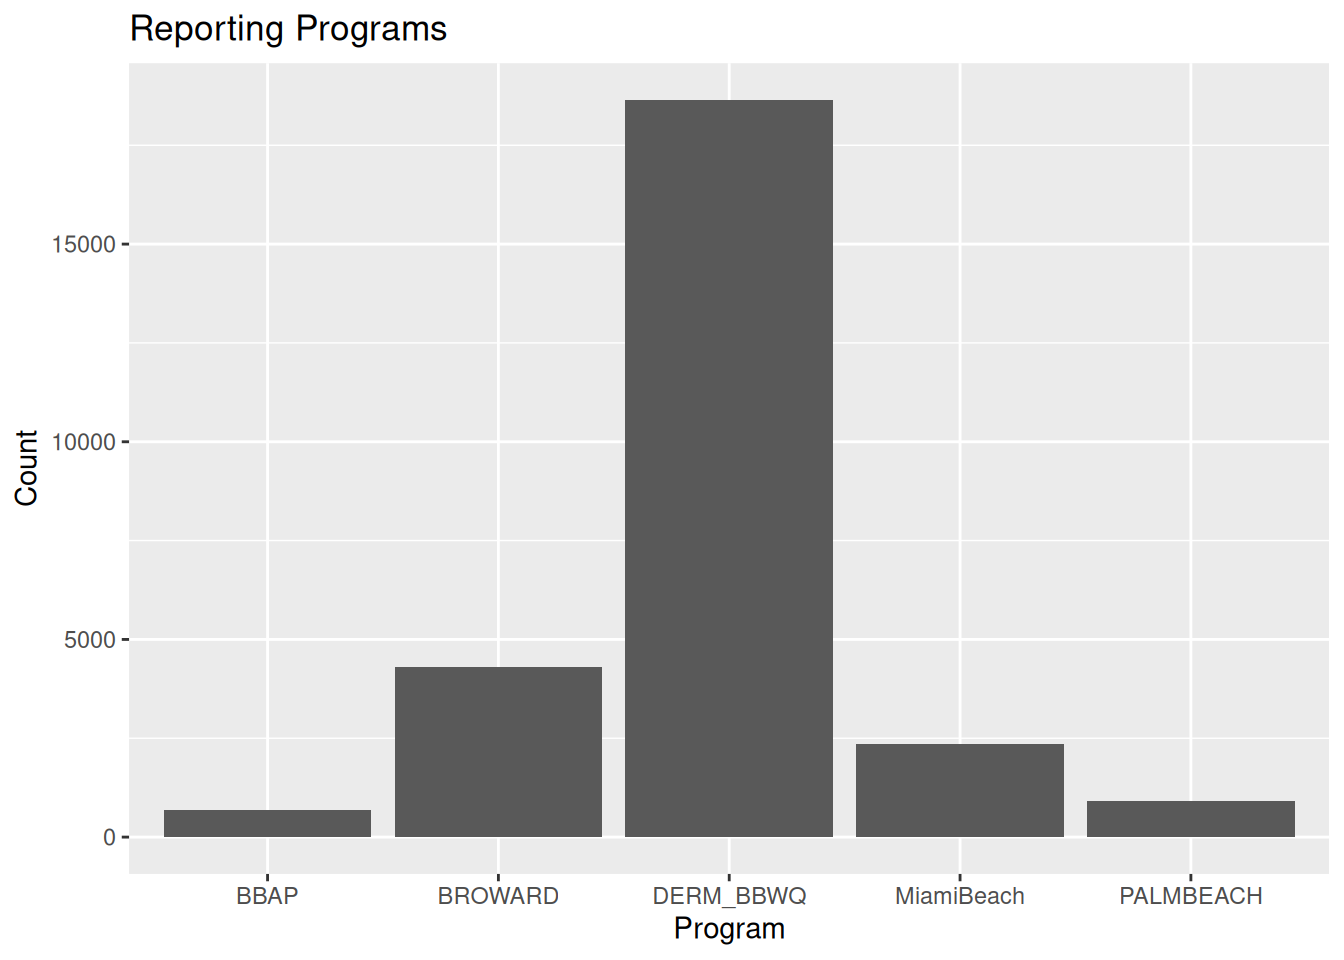 Reporting Programs
15000
10000
5000
0
Count
BBAP BROWARD DERM_BBWQ MiamiBeach PALMBEACH
Program